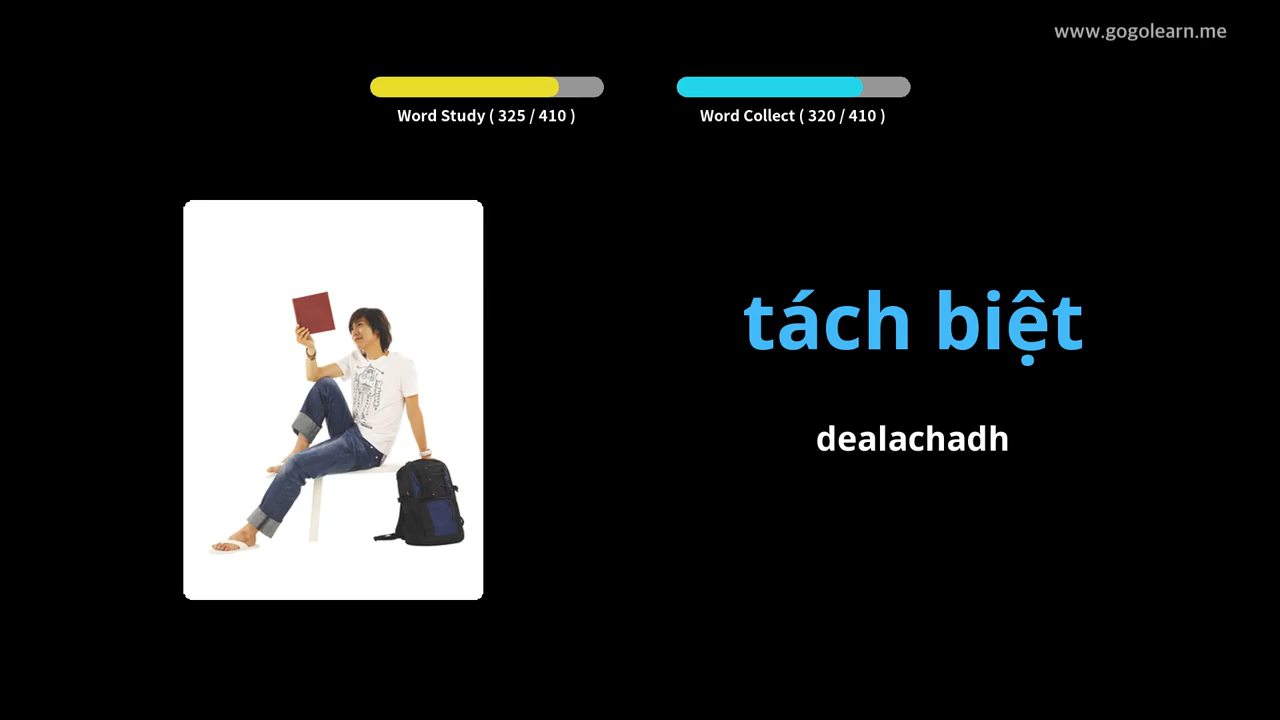 www.gogolearn.me
Word Study ( 325 / 410 )
Word Collect ( 320 / 410 )
tách biệt
dealachadh